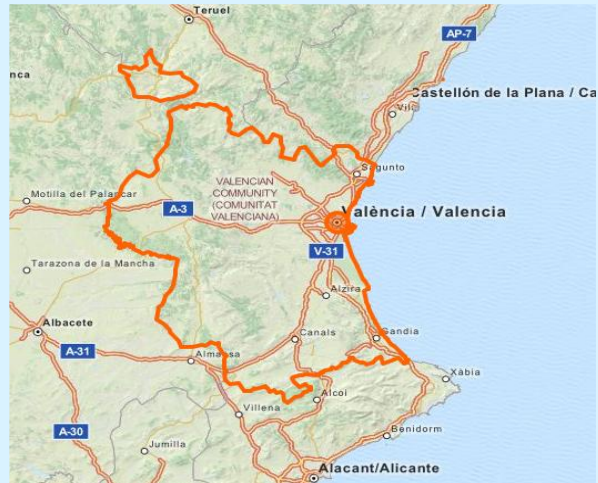 Teruel
AP-7
nca
Castellón de la Plana / Ca
Vil
Sagunto
VALENCIAN
COMMUNITY
(COMUNITAT
VALENCIANA)
Motilla del Palancar
A-3
València / Valencia
V-31
Tarazona de la Mancha
Alzira
Albacete
Canals
Gandia
A-31
Almansa
Xàbia
Alcoi
Villena
A-30
Benidorm
Jumilla
Alacant/Alicante